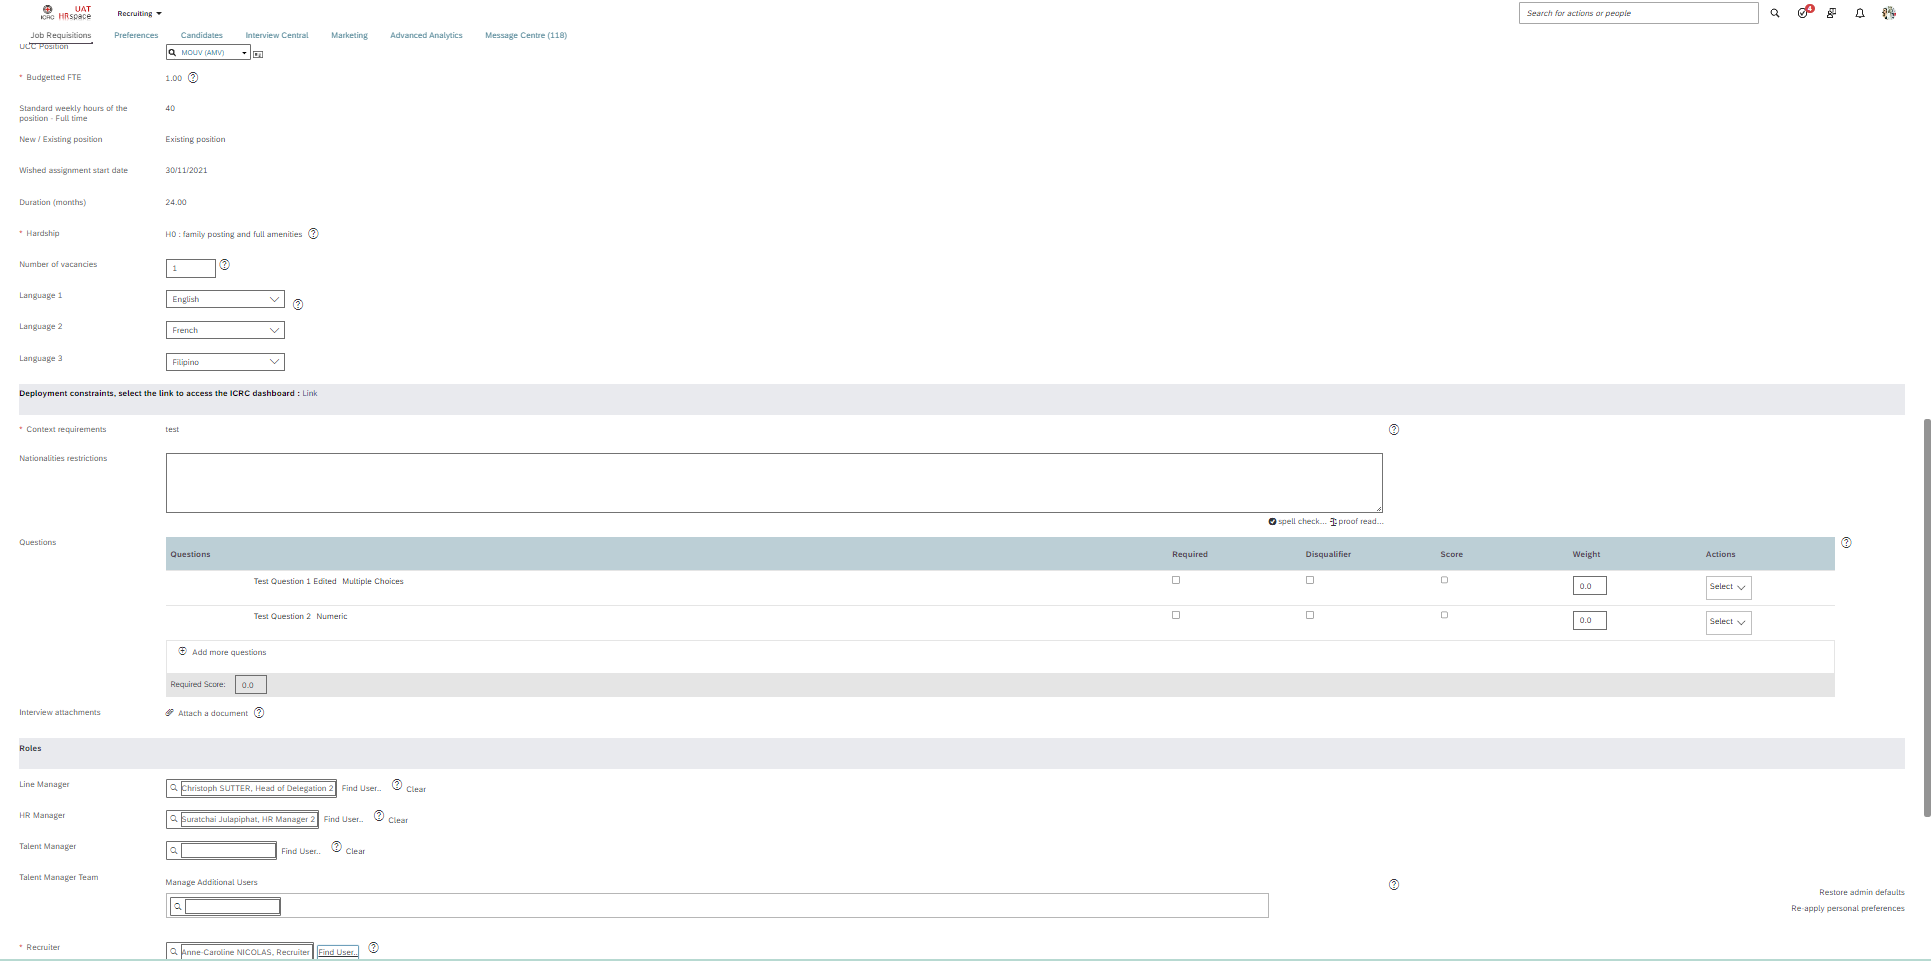 ICRC
UAT
HRspace
Recruiting
Search for actions or people
4
Job Requisitions
Preferences
Candidates
Interview Central
Marketing
Advanced Analytics
Message Centre (118)
UCC Position
MOUV (AMV)
* Budgetted FTE
1.00
Standard weekly hours of the
position - Full time
40
New / Existing position
Existing position
Wished assignment start date
30/11/2021
Duration (months)
24.00
* Hardship
H0 : family posting and full amenities
Number of vacancies
1
Language 1
English
Language 2
French
Language 3
Filipino
Deployment constraints, select the link to access the ICRC dashboard : Link
* Context requirements
test
Nationalities restrictions
spell check... proof read...
Questions
Questions Required Disqualifier Score Weight Actions
Test Question 1 Edited Multiple Choices
0.0
Select
Test Question 2 Numeric
0.0
Select
Add more questions
Required Score: 0.0
Interview attachments
Attach a document
Roles
Line Manager
Christoph SUTTER, Head of Delegation 2
Find User..
Clear
HR Manager
Suratchai Julapiphat, HR Manager 2
Find User..
Clear
Talent Manager
Find User..
Clear
Talent Manager Team
Manage Additional Users
Restore admin defaults
Re-apply personal preferences
* Recruiter
Anne-Caroline NICOLAS, Recruiter
Find User..